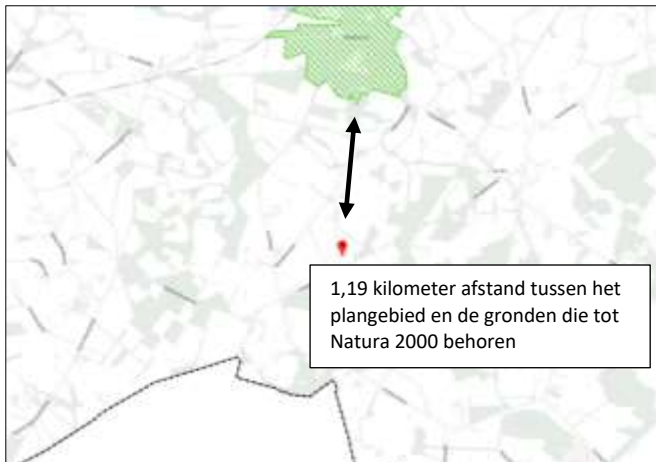 1,19 kilometer afstand tussen het
plangebied en de gronden die tot
Natura 2000 behoren